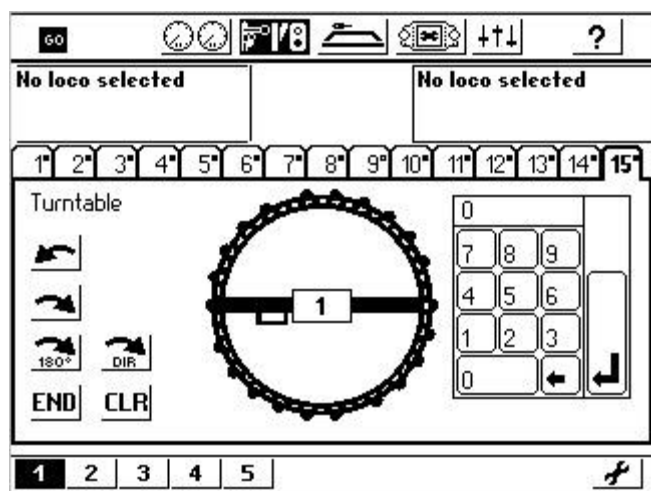 GO ?
No loco selected No loco selected
1 2 3 4 5 6 7 8 9 10 11 12 13 14 15
Turntable
0
7 8 9
4 5 6
1 2 3
0
1
180° DIR
END CLR
1 2 3 4 5